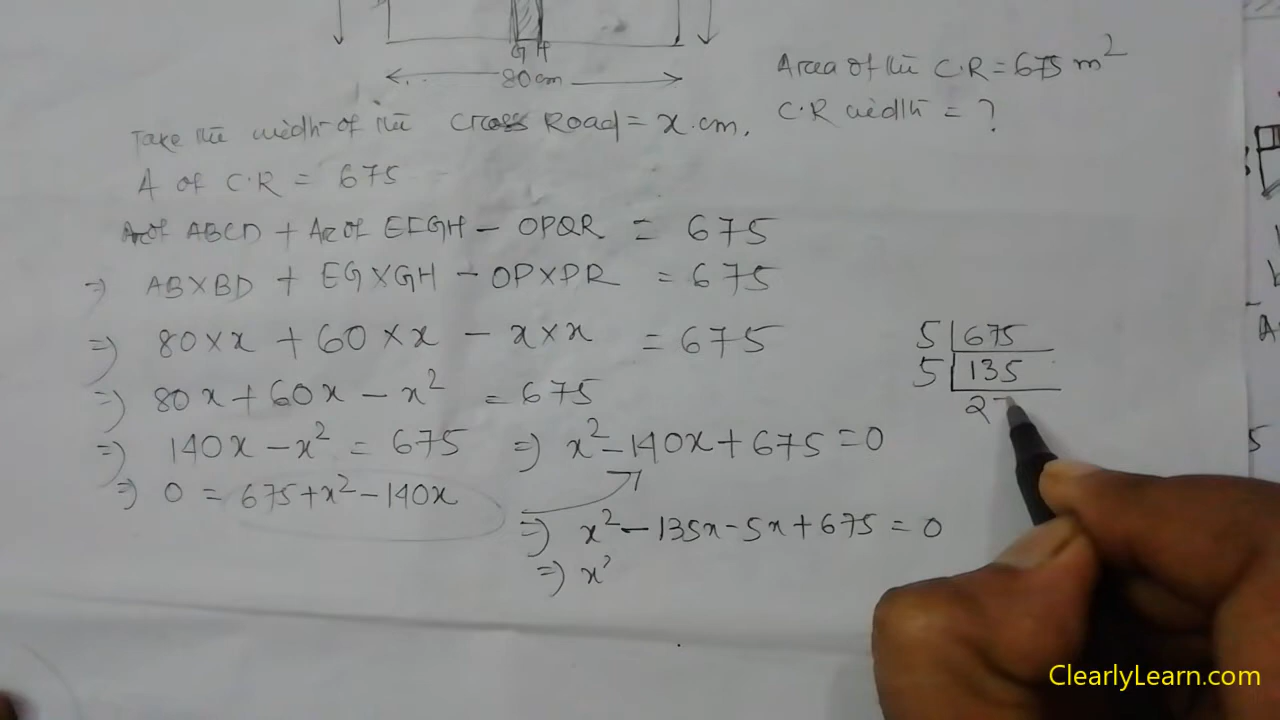 G H
80cm
Area of the C.R = 675 m²
Take the width of the Cross Road = x.cm.
C.R width = ?
A of C.R = 675
Ar of ABCD + Ar of EFGH - OPQR = 675
=> AB×BD + EG×GH - OP×PR = 675
=> 80×x + 60×x - x×x = 675
=> 80x + 60x - x² = 675
=> 140x - x² = 675 => x² - 140x + 675 = 0
=> 0 = 675 + x² - 140x
=> x² - 135x - 5x + 675 = 0
=> x²
5 | 675
5 | 135
27
ClearlyLearn.com